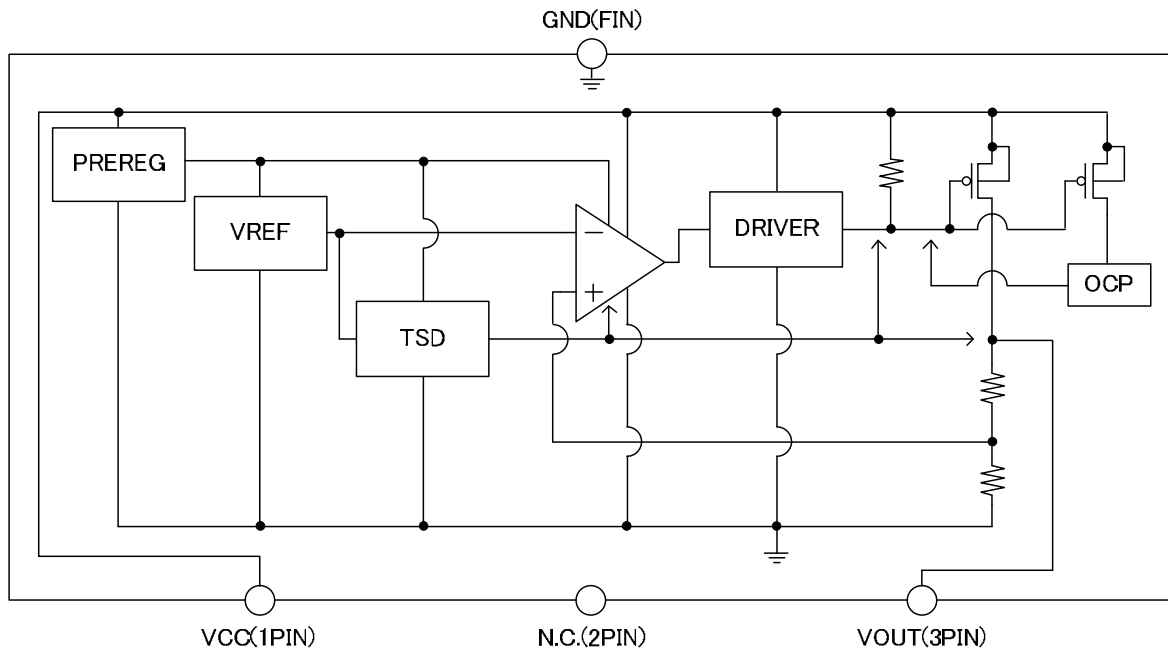 GND(FIN)
PREREG
VREF
DRIVER
−
+
TSD
OCP
VCC(1PIN)
N.C.(2PIN)
VOUT(3PIN)